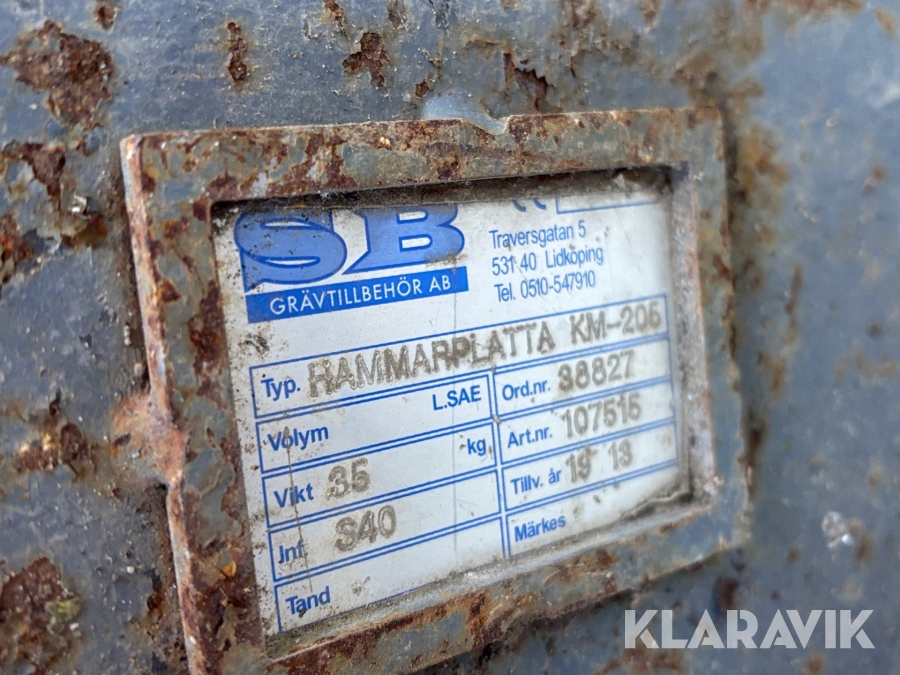 SB
GRÄVTILLBEHÖR AB
Traversgatan 5
531 40 Lidköping
Tel. 0510-547910
Typ. HAMMARPLATTA KM-205
Volym L.SAE
Ord.nr. 38827
Vikt 35 kg
Art.nr. 107515
Inf. S40
Tillv. år 19 13
Tand
Märkes
KLARAVIK